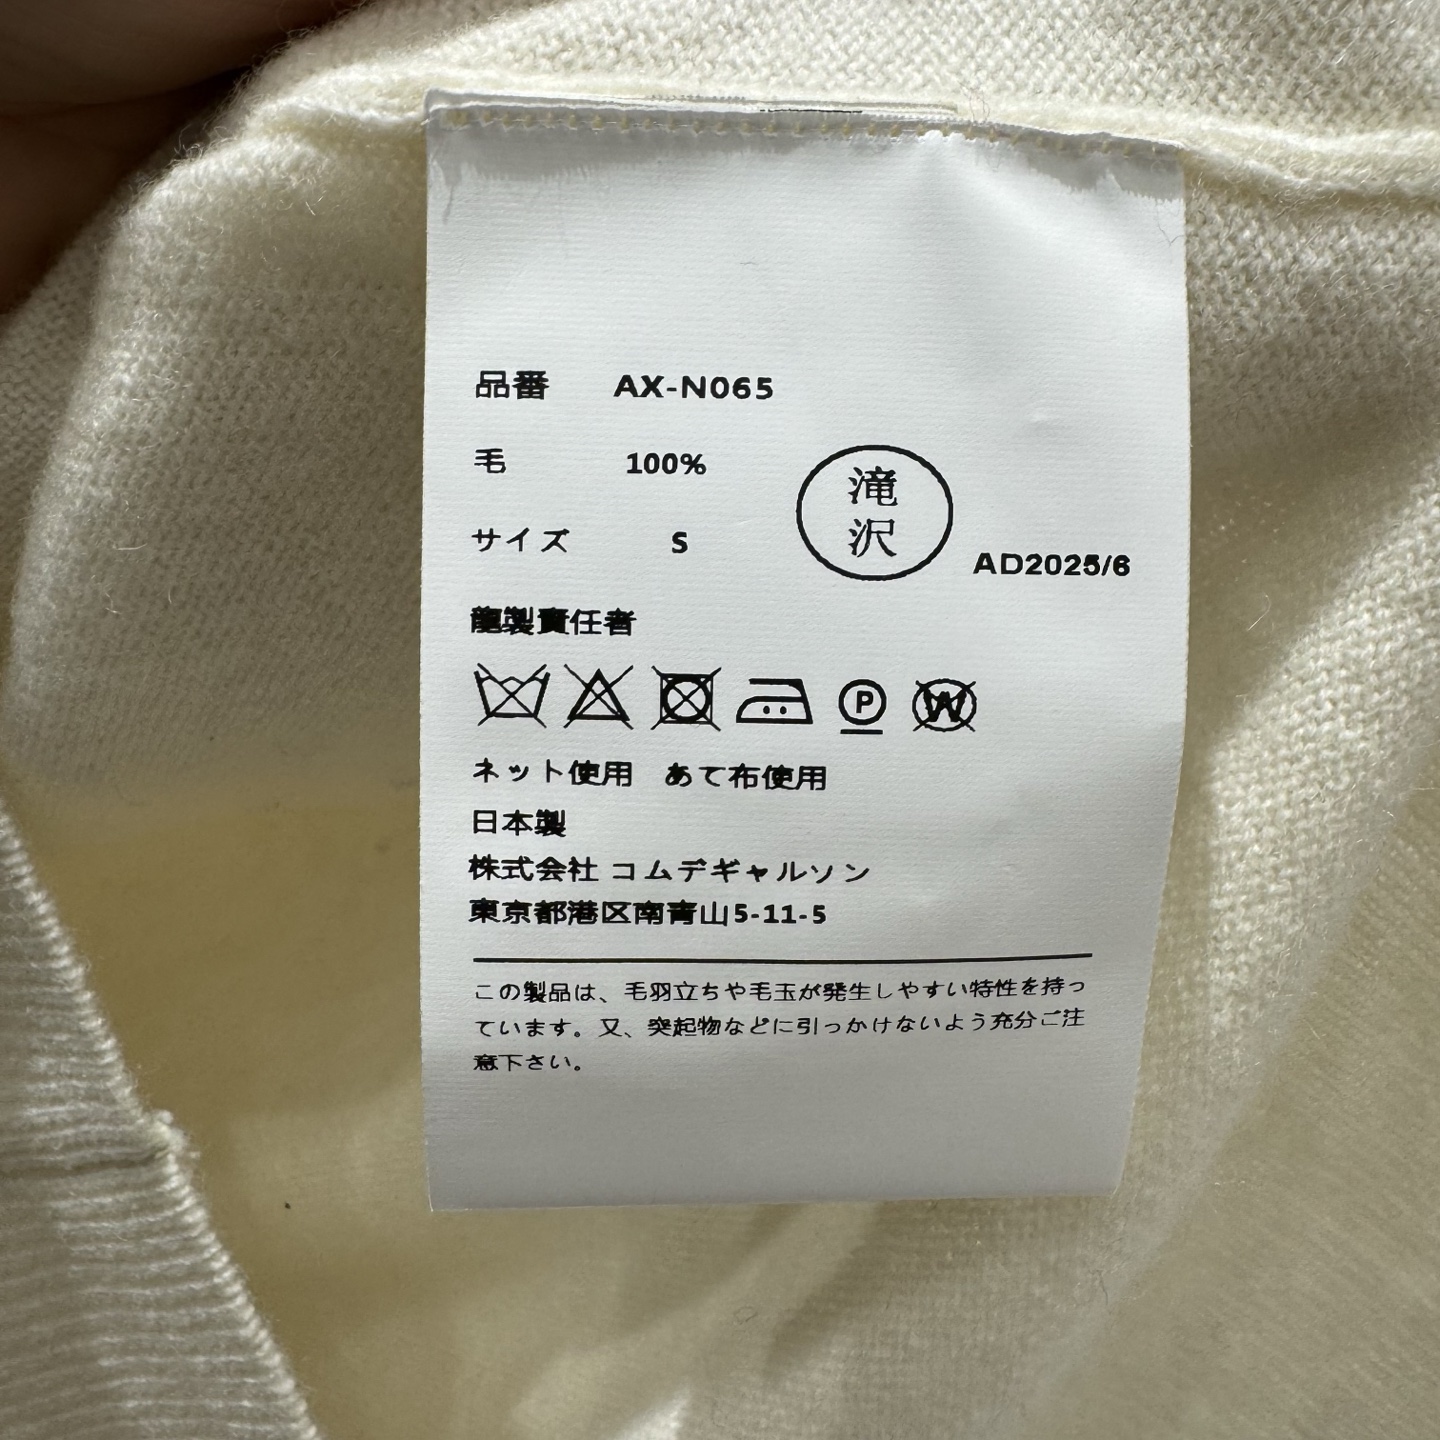 品番 AX-N065
毛 100%
滝沢
サイズ S
AD2025/6
製責任者
P W
ネット使用 あて布使用
日本製
株式会社 コムデギャルソン
東京都港区南青山5-11-5
この製品は、毛羽立ちや毛玉が発生しやすい特性を持っ
ています。又、突起物などに引っかけないよう充分ご注
意下さい。